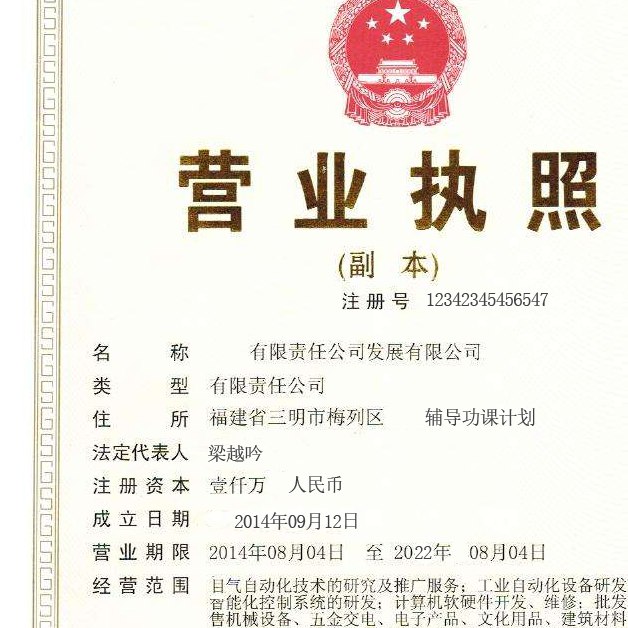 营业执照
(副 本)
注册号 12342345456547
名 称 有限责任公司发展有限公司
类 型 有限责任公司
住 所 福建省三明市梅列区 辅导功课计划
法定代表人 梁越吟
注册资本 壹仟万 人民币
成立日期 2014年09月12日
营业期限 2014年08月04日 至 2022年 08月04日
经营范围 目气自动化技术的研究及推广服务；工业自动化设备研发
智能化控制系统的研发；计算机软硬件开发、维修；批发
售机械设备、五金交电、电子产品、文化用品、建筑材料